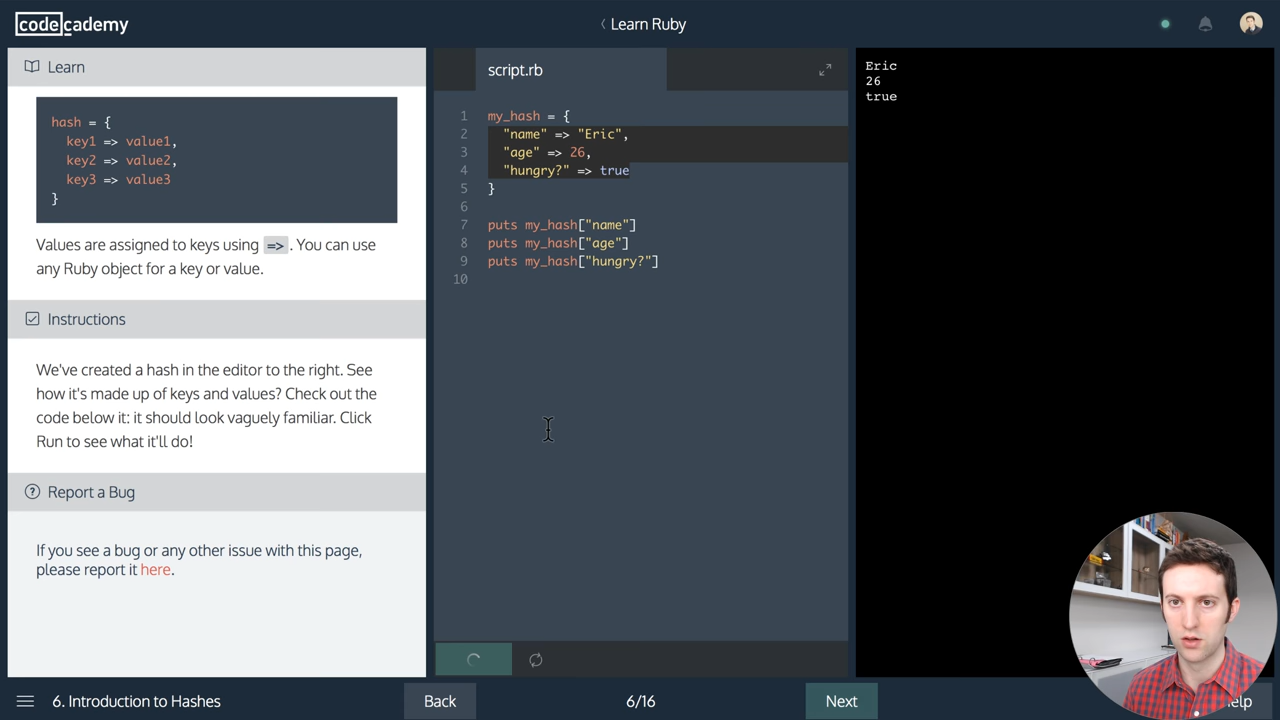 codecademy
Learn Ruby
Learn
hash = {
key1 => value1,
key2 => value2,
key3 => value3
}
Values are assigned to keys using => . You can use
any Ruby object for a key or value.
Instructions
We've created a hash in the editor to the right. See
how it's made up of keys and values? Check out the
code below it: it should look vaguely familiar. Click
Run to see what it'll do!
Report a Bug
If you see a bug or any other issue with this page,
please report it here.
script.rb
1 my_hash = {
2 "name" => "Eric",
3 "age" => 26,
4 "hungry?" => true
5 }
6
7 puts my_hash["name"]
8 puts my_hash["age"]
9 puts my_hash["hungry?"]
10
Eric
26
true
6. Introduction to Hashes
Back
6/16
Next